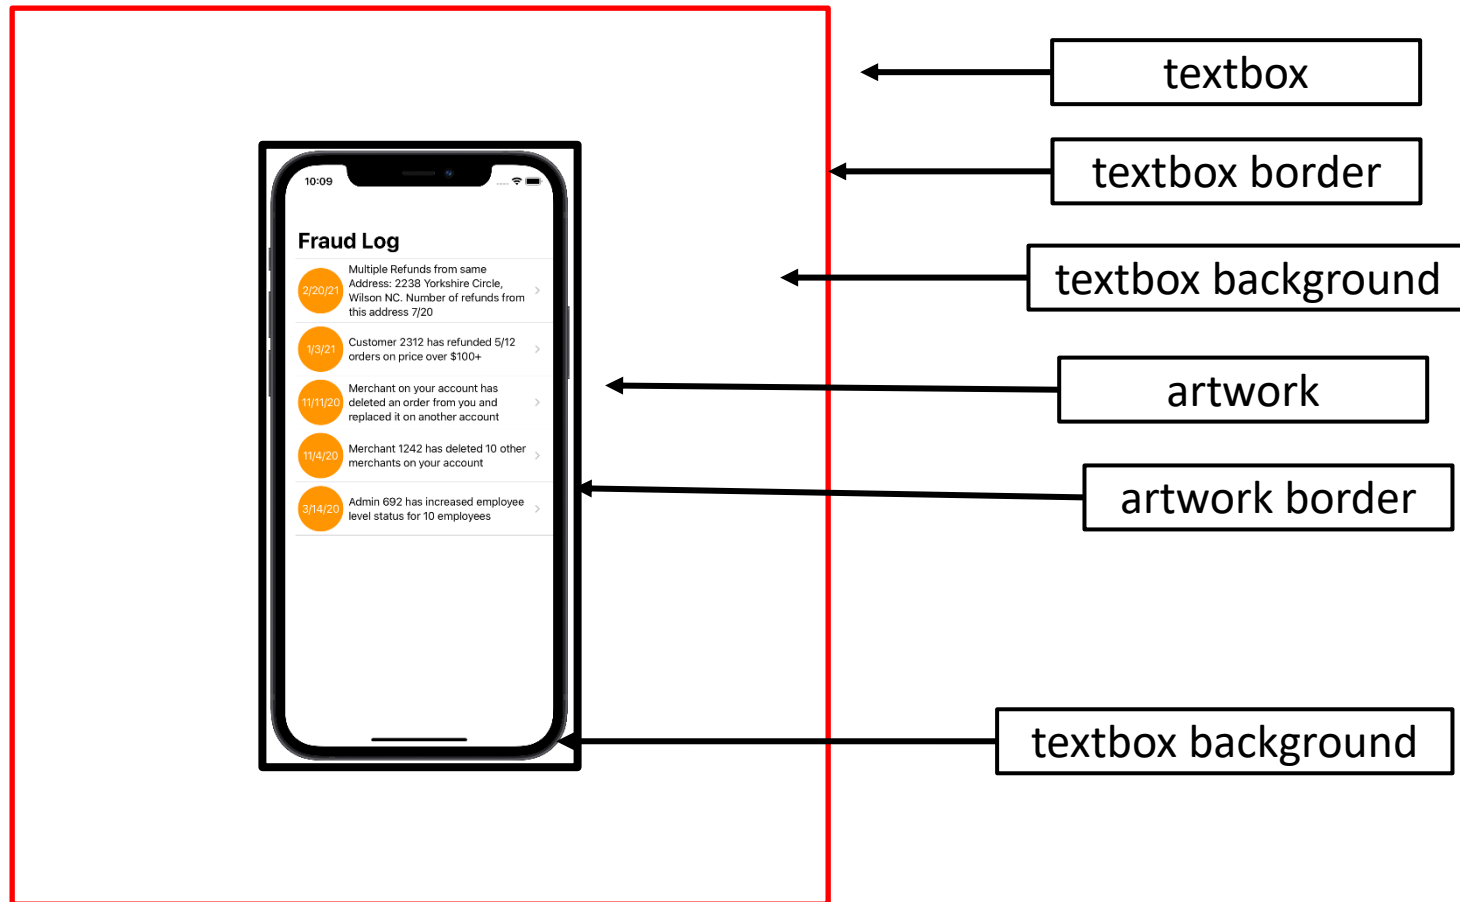 textbox
textbox border
textbox background
artwork
artwork border
textbox background
10:09
Fraud Log
2/20/21
Multiple Refunds from same
Address: 2238 Yorkshire Circle,
Wilson NC. Number of refunds from
this address 7/20
1/3/21
Customer 2312 has refunded 5/12
orders on price over $100+
11/11/20
Merchant on your account has
deleted an order from you and
replaced it on another account
11/4/20
Merchant 1242 has deleted 10 other
merchants on your account
3/14/20
Admin 692 has increased employee
level status for 10 employees